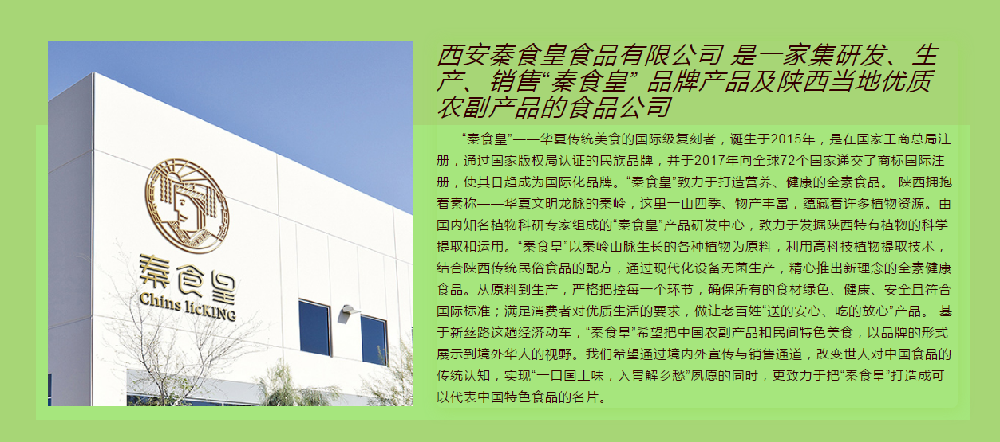 秦食皇
Chins licKING
西安秦食皇食品有限公司 是一家集研发、生
产、销售“秦食皇” 品牌产品及陕西当地优质
农副产品的食品公司
“秦食皇”——华夏传统美食的国际级复刻者，诞生于2015年，是在国家工商总局注
册，通过国家版权局认证的民族品牌，并于2017年向全球72个国家递交了商标国际注
册，使其日趋成为国际化品牌。“秦食皇”致力于打造营养、健康的全素食品。 陕西拥抱
着素称——华夏文明龙脉的秦岭，这里一山四季、物产丰富，蕴藏着许多植物资源。由
国内知名植物科研专家组成的“秦食皇”产品研发中心，致力于发掘陕西特有植物的科学
提取和运用。“秦食皇”以秦岭山脉生长的各种植物为原料，利用高科技植物提取技术，
结合陕西传统民俗食品的配方，通过现代化设备无菌生产，精心推出新理念的全素健康
食品。从原料到生产，严格把控每一个环节，确保所有的食材绿色、健康、安全且符合
国际标准；满足消费者对优质生活的要求，做让老百姓“送的安心、吃的放心”产品。 基
于新丝路这趟经济动车，“秦食皇”希望把中国农副产品和民间特色美食，以品牌的形式
展示到境外华人的视野。我们希望通过境内外宣传与销售通道，改变世人对中国食品的
传统认知，实现“一口国土味，入胃解乡愁”夙愿的同时，更致力于把“秦食皇”打造成可
以代表中国特色食品的名片。